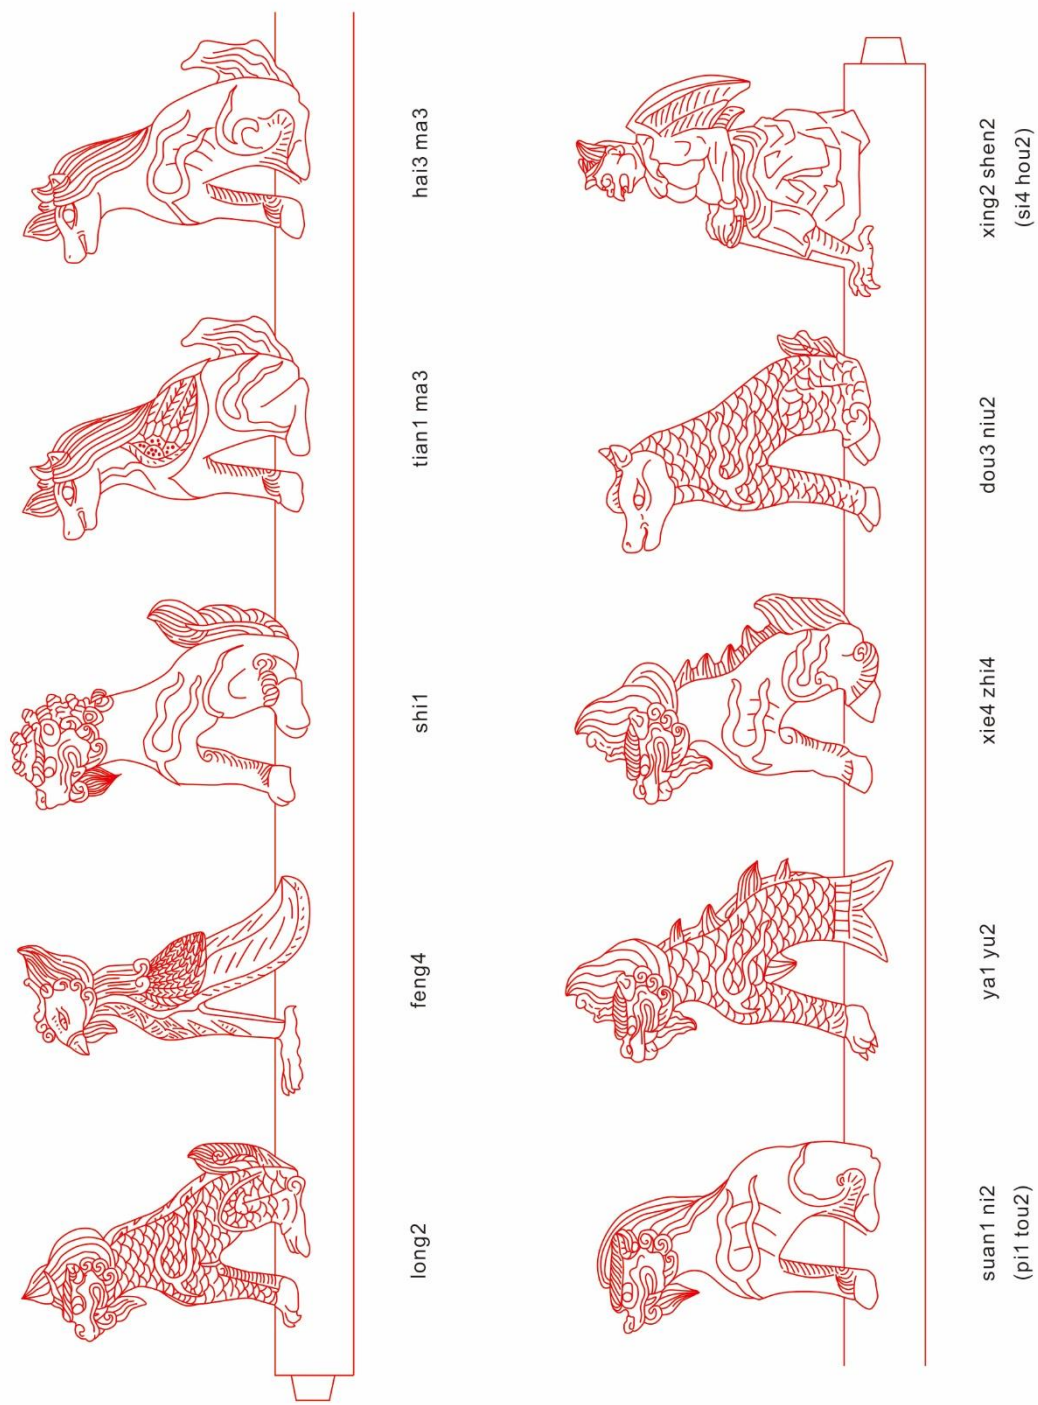 long2
feng4
shi1
tian1 ma3
hai3 ma3
suan1 ni2
(pi1 tou2)
ya1 yu2
xie4 zhi4
dou3 niu2
xing2 shen2
(si4 hou2)